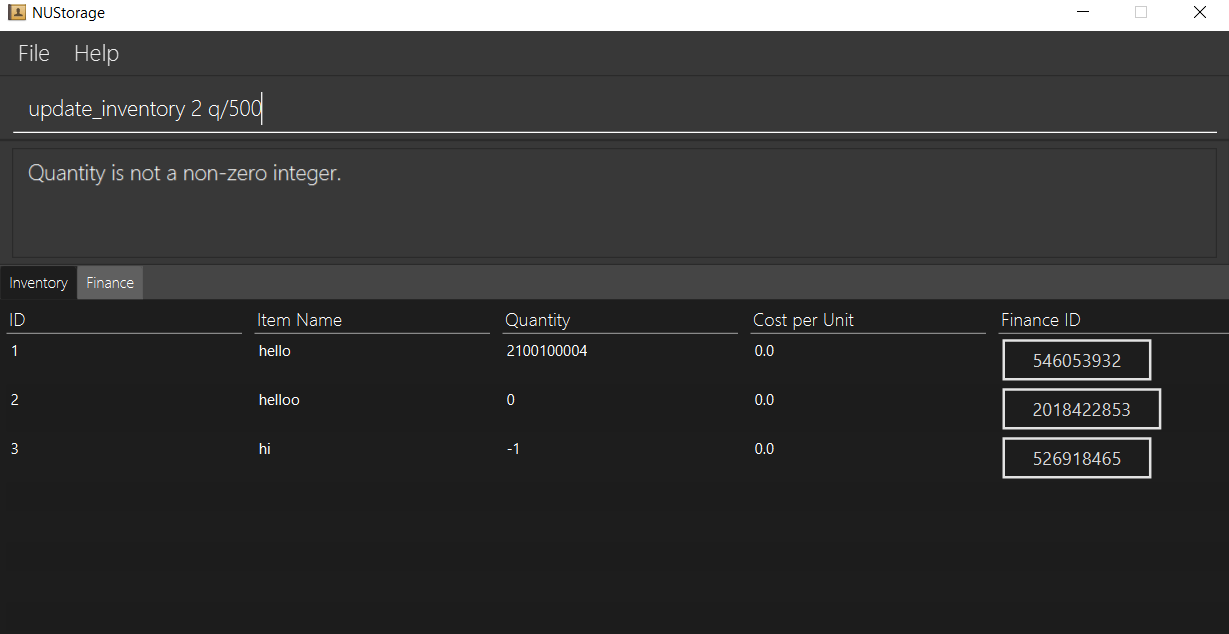 NUStorage
File Help
update_inventory 2 q/500
Quantity is not a non-zero integer.
Inventory Finance
ID Item Name Quantity Cost per Unit Finance ID
1 hello 2100100004 0.0 546053932
2 helloo 0 0.0 2018422853
3 hi -1 0.0 526918465